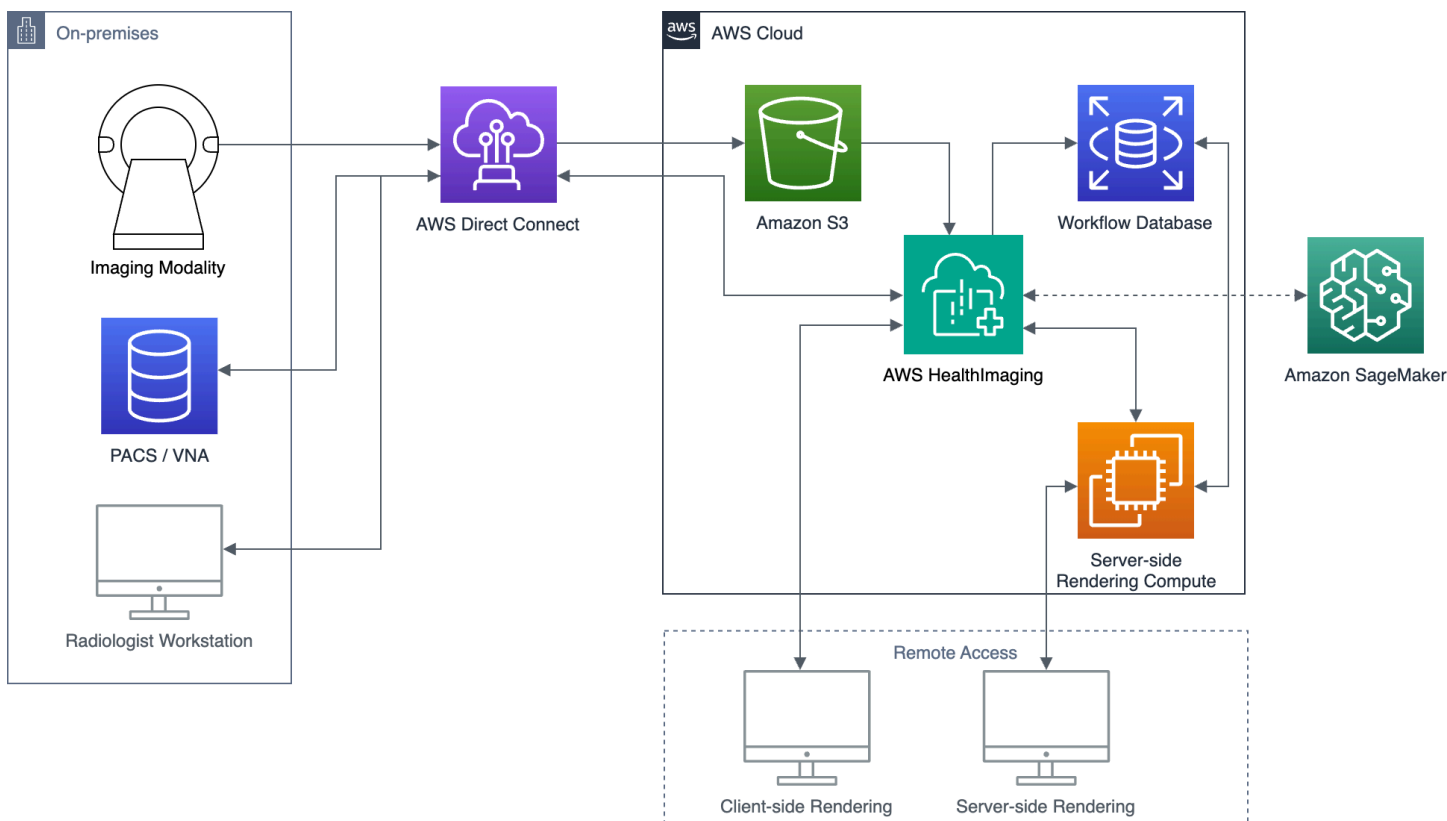 On-premises
aws
AWS Cloud
AWS Direct Connect
Amazon S3
Workflow Database
Imaging Modality
AWS HealthImaging
Amazon SageMaker
PACS / VNA
Server-side
Rendering Compute
Radiologist Workstation
Remote Access
Client-side Rendering
Server-side Rendering